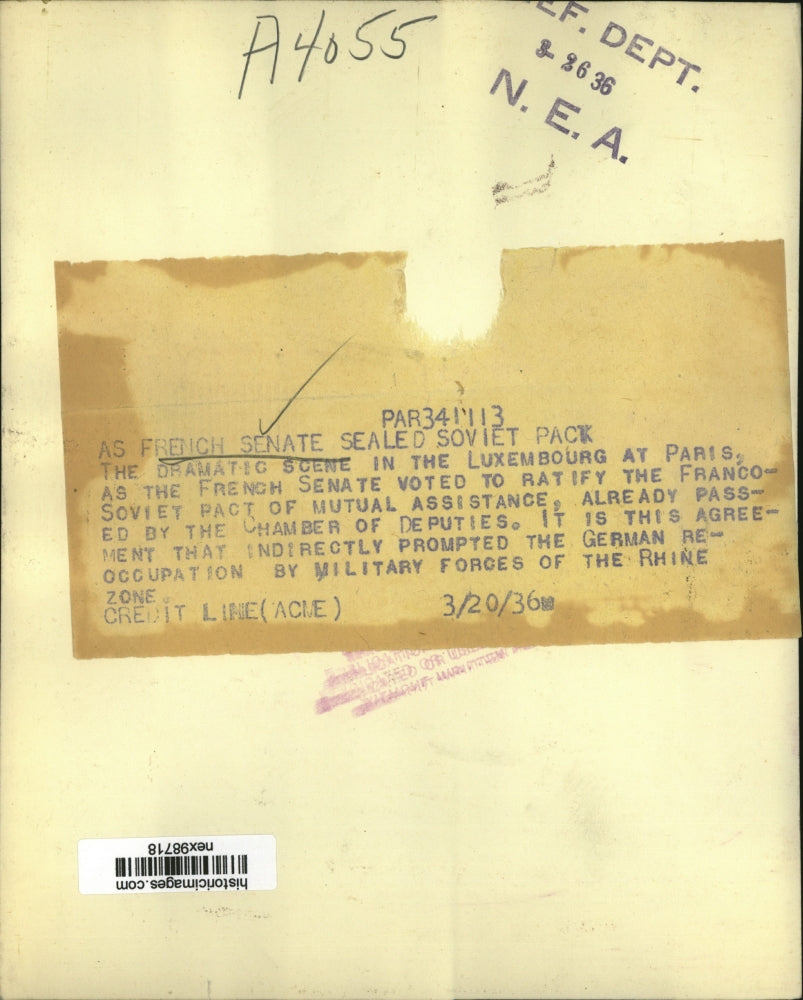 A4055
EF. DEPT.
3-26 36
N. E. A.
PAR341113
AS FRENCH SENATE SEALED SOVIET PACK
THE DRAMATIC SCENE IN THE LUXEMBOURG AT PARIS,
AS THE FRENCH SENATE VOTED TO RATIFY THE FRANCO-
SOVIET PACT OF MUTUAL ASSISTANCE, ALREADY PASS-
ED BY THE CHAMBER OF DEPUTIES. IT IS THIS AGREE-
MENT THAT INDIRECTLY PROMPTED THE GERMAN RE-
OCCUPATION BY MILITARY FORCES OF THE RHINE
ZONE.
CREDIT LINE(ACME) 3/20/36
historicimages.com
nex98718